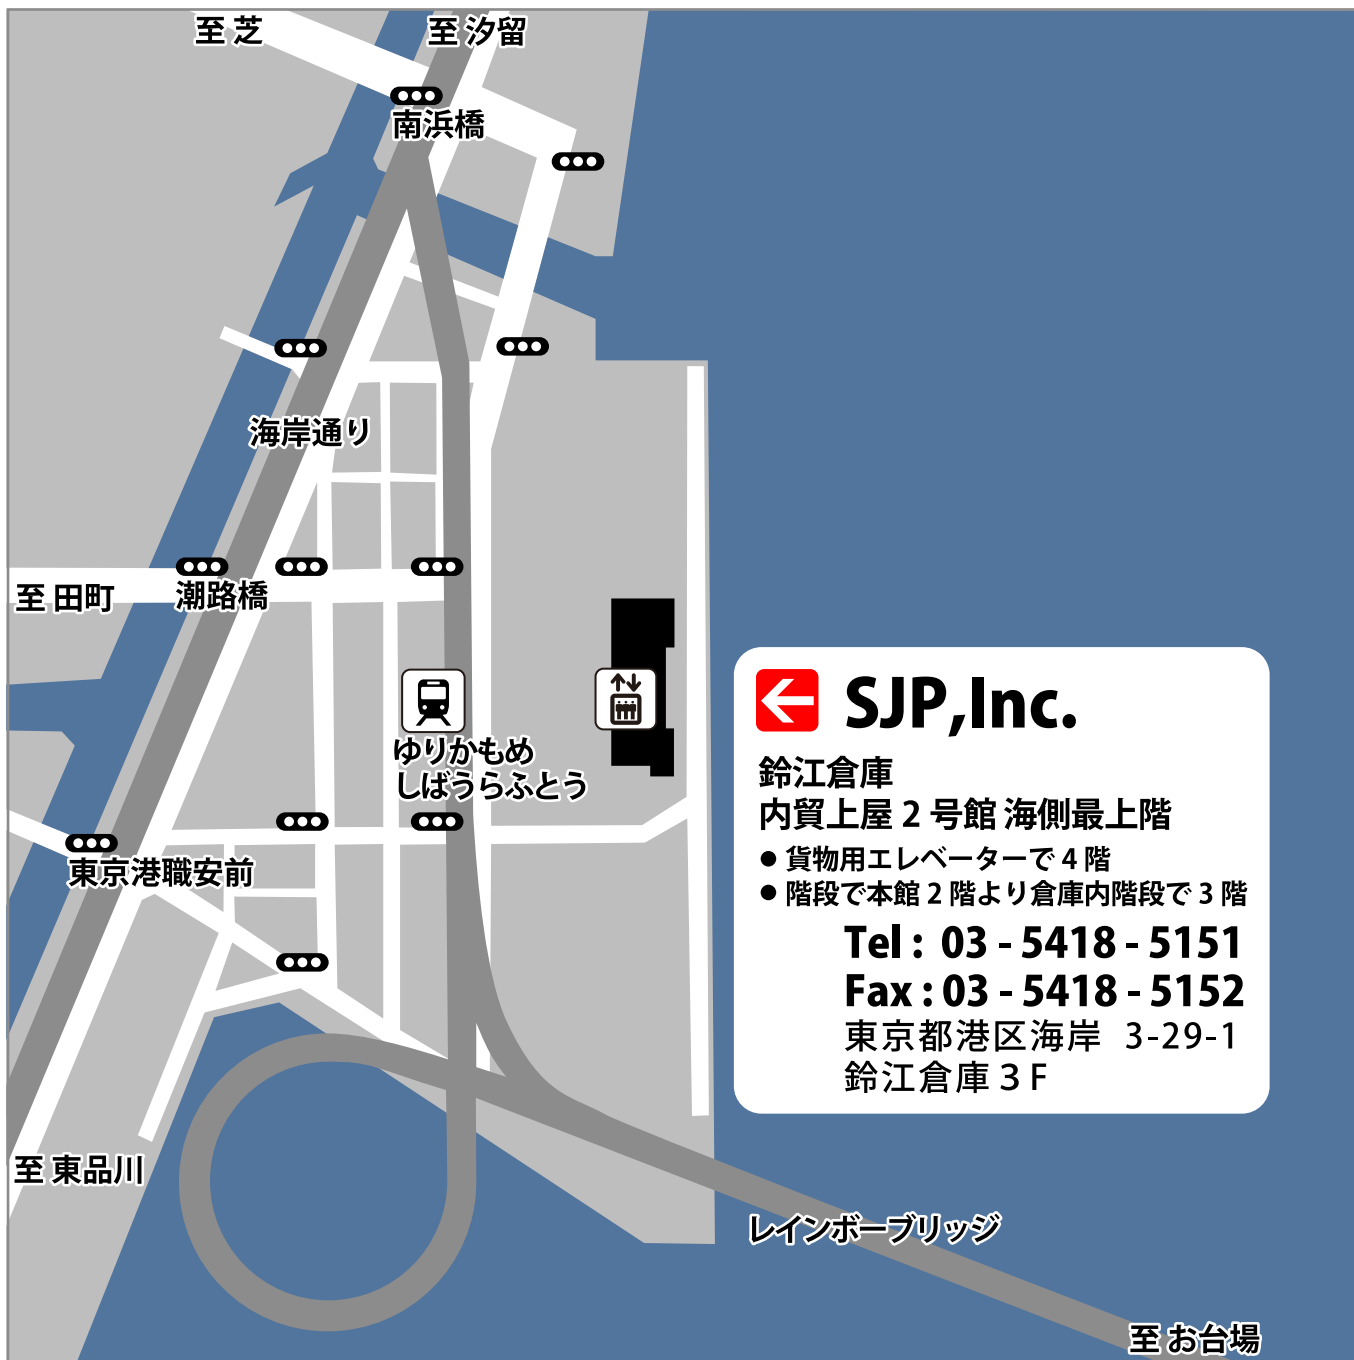 至 芝
至 汐留
南浜橋
海岸通り
至 田町
潮路橋
ゆりかもめ
しばうらふとう
東京港職安前
至 東品川
SJP,Inc.
鈴江倉庫
内貿上屋 2 号館 海側最上階
● 貨物用エレベーターで 4 階
● 階段で本館 2 階より倉庫内階段で 3 階
Tel : 03 - 5418 - 5151
Fax : 03 - 5418 - 5152
東京都港区海岸 3-29-1
鈴江倉庫 3 F
レインボーブリッジ
至 お台場